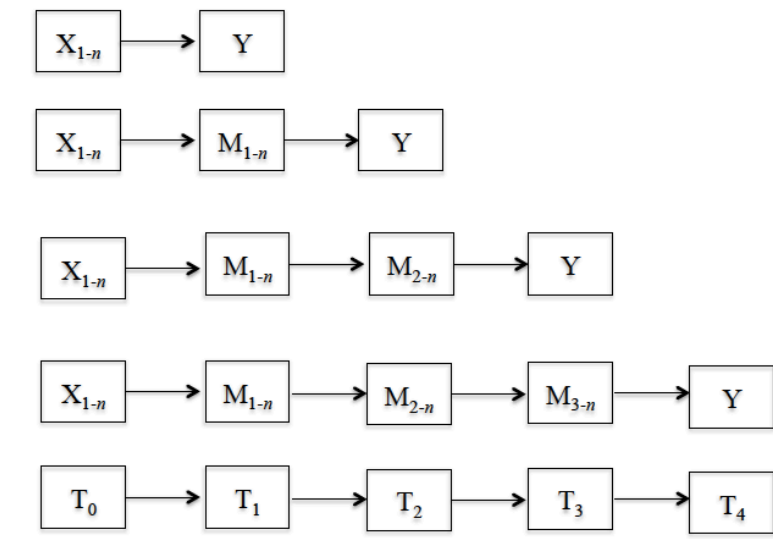 X₁₋ₙ Y
X₁₋ₙ M₁₋ₙ Y
X₁₋ₙ M₁₋ₙ M₂₋ₙ Y
X₁₋ₙ M₁₋ₙ M₂₋ₙ M₃₋ₙ Y
T₀ T₁ T₂ T₃ T₄